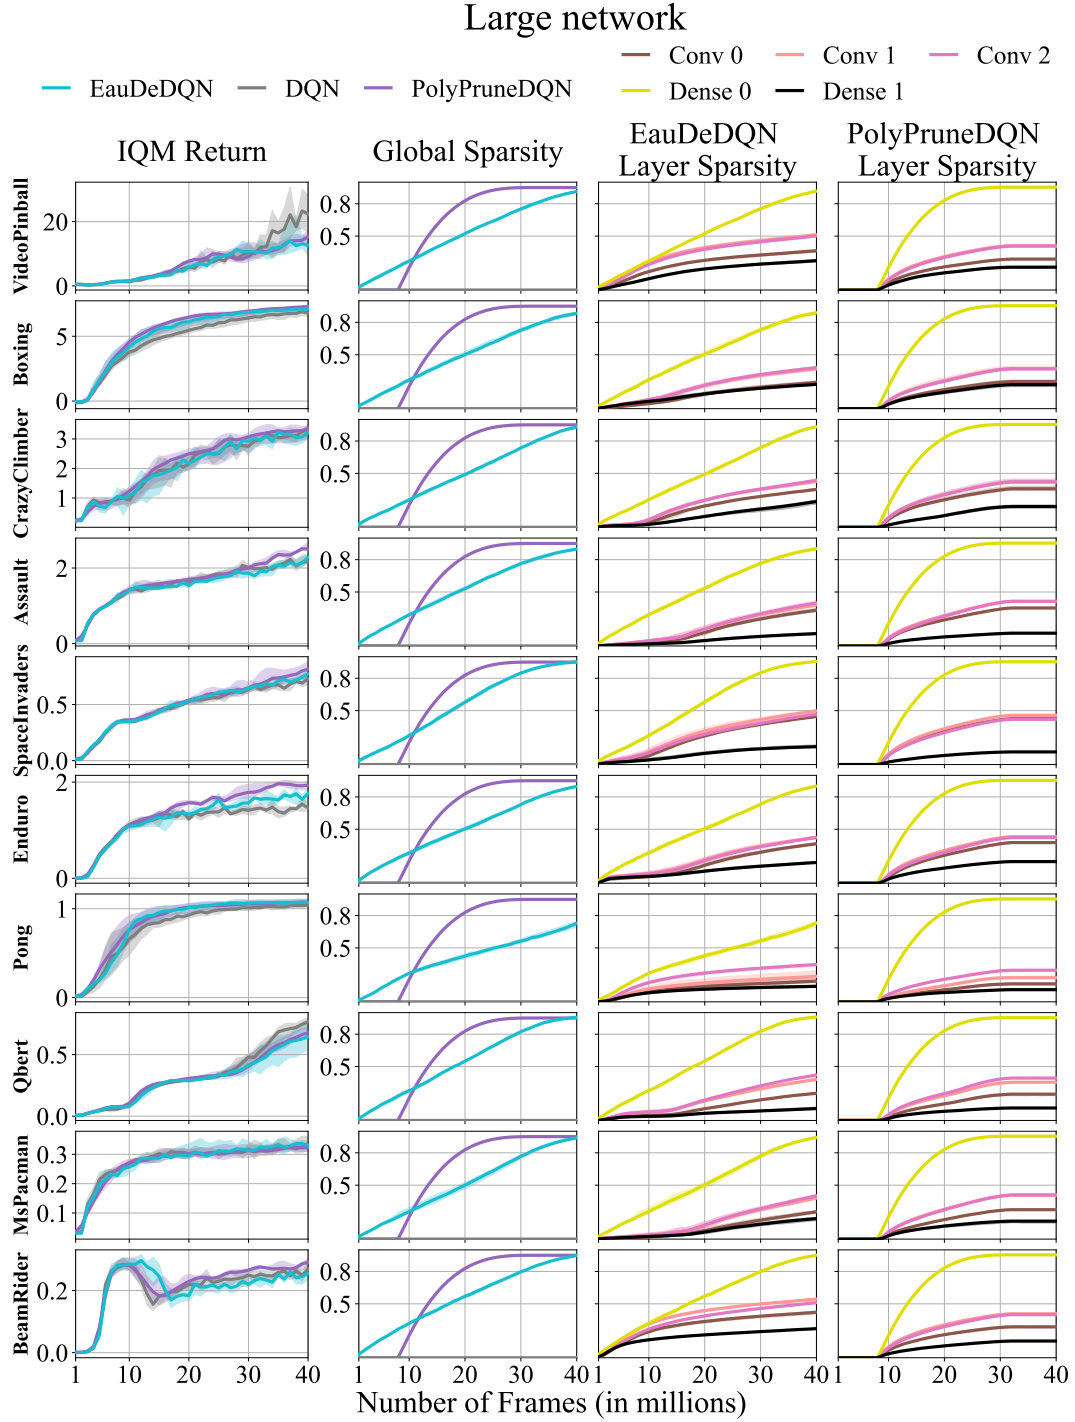 Large network
EauDeDQN DQN PolyPruneDQN
Conv 0 Conv 1 Conv 2
Dense 0 Dense 1
IQM Return
Global Sparsity
EauDeDQN
Layer Sparsity
PolyPruneDQN
Layer Sparsity
VideoPinball
20
0
0.8
0.5
Boxing
5
0
0.8
0.5
CrazyClimber
3
2
1
0.8
0.5
Assault
2
0
0.8
0.5
SpaceInvaders
0.5
0.0
0.8
0.5
Enduro
2
0
0.8
0.5
Pong
1
0
0.8
0.5
Qbert
0.5
0.0
0.8
0.5
MsPacman
0.3
0.2
0.1
0.8
0.5
BeamRider
0.2
0.0
0.8
0.5
1 10 20 30 40 1 10 20 30 40 1 10 20 30 40 1 10 20 30 40
Number of Frames (in millions)